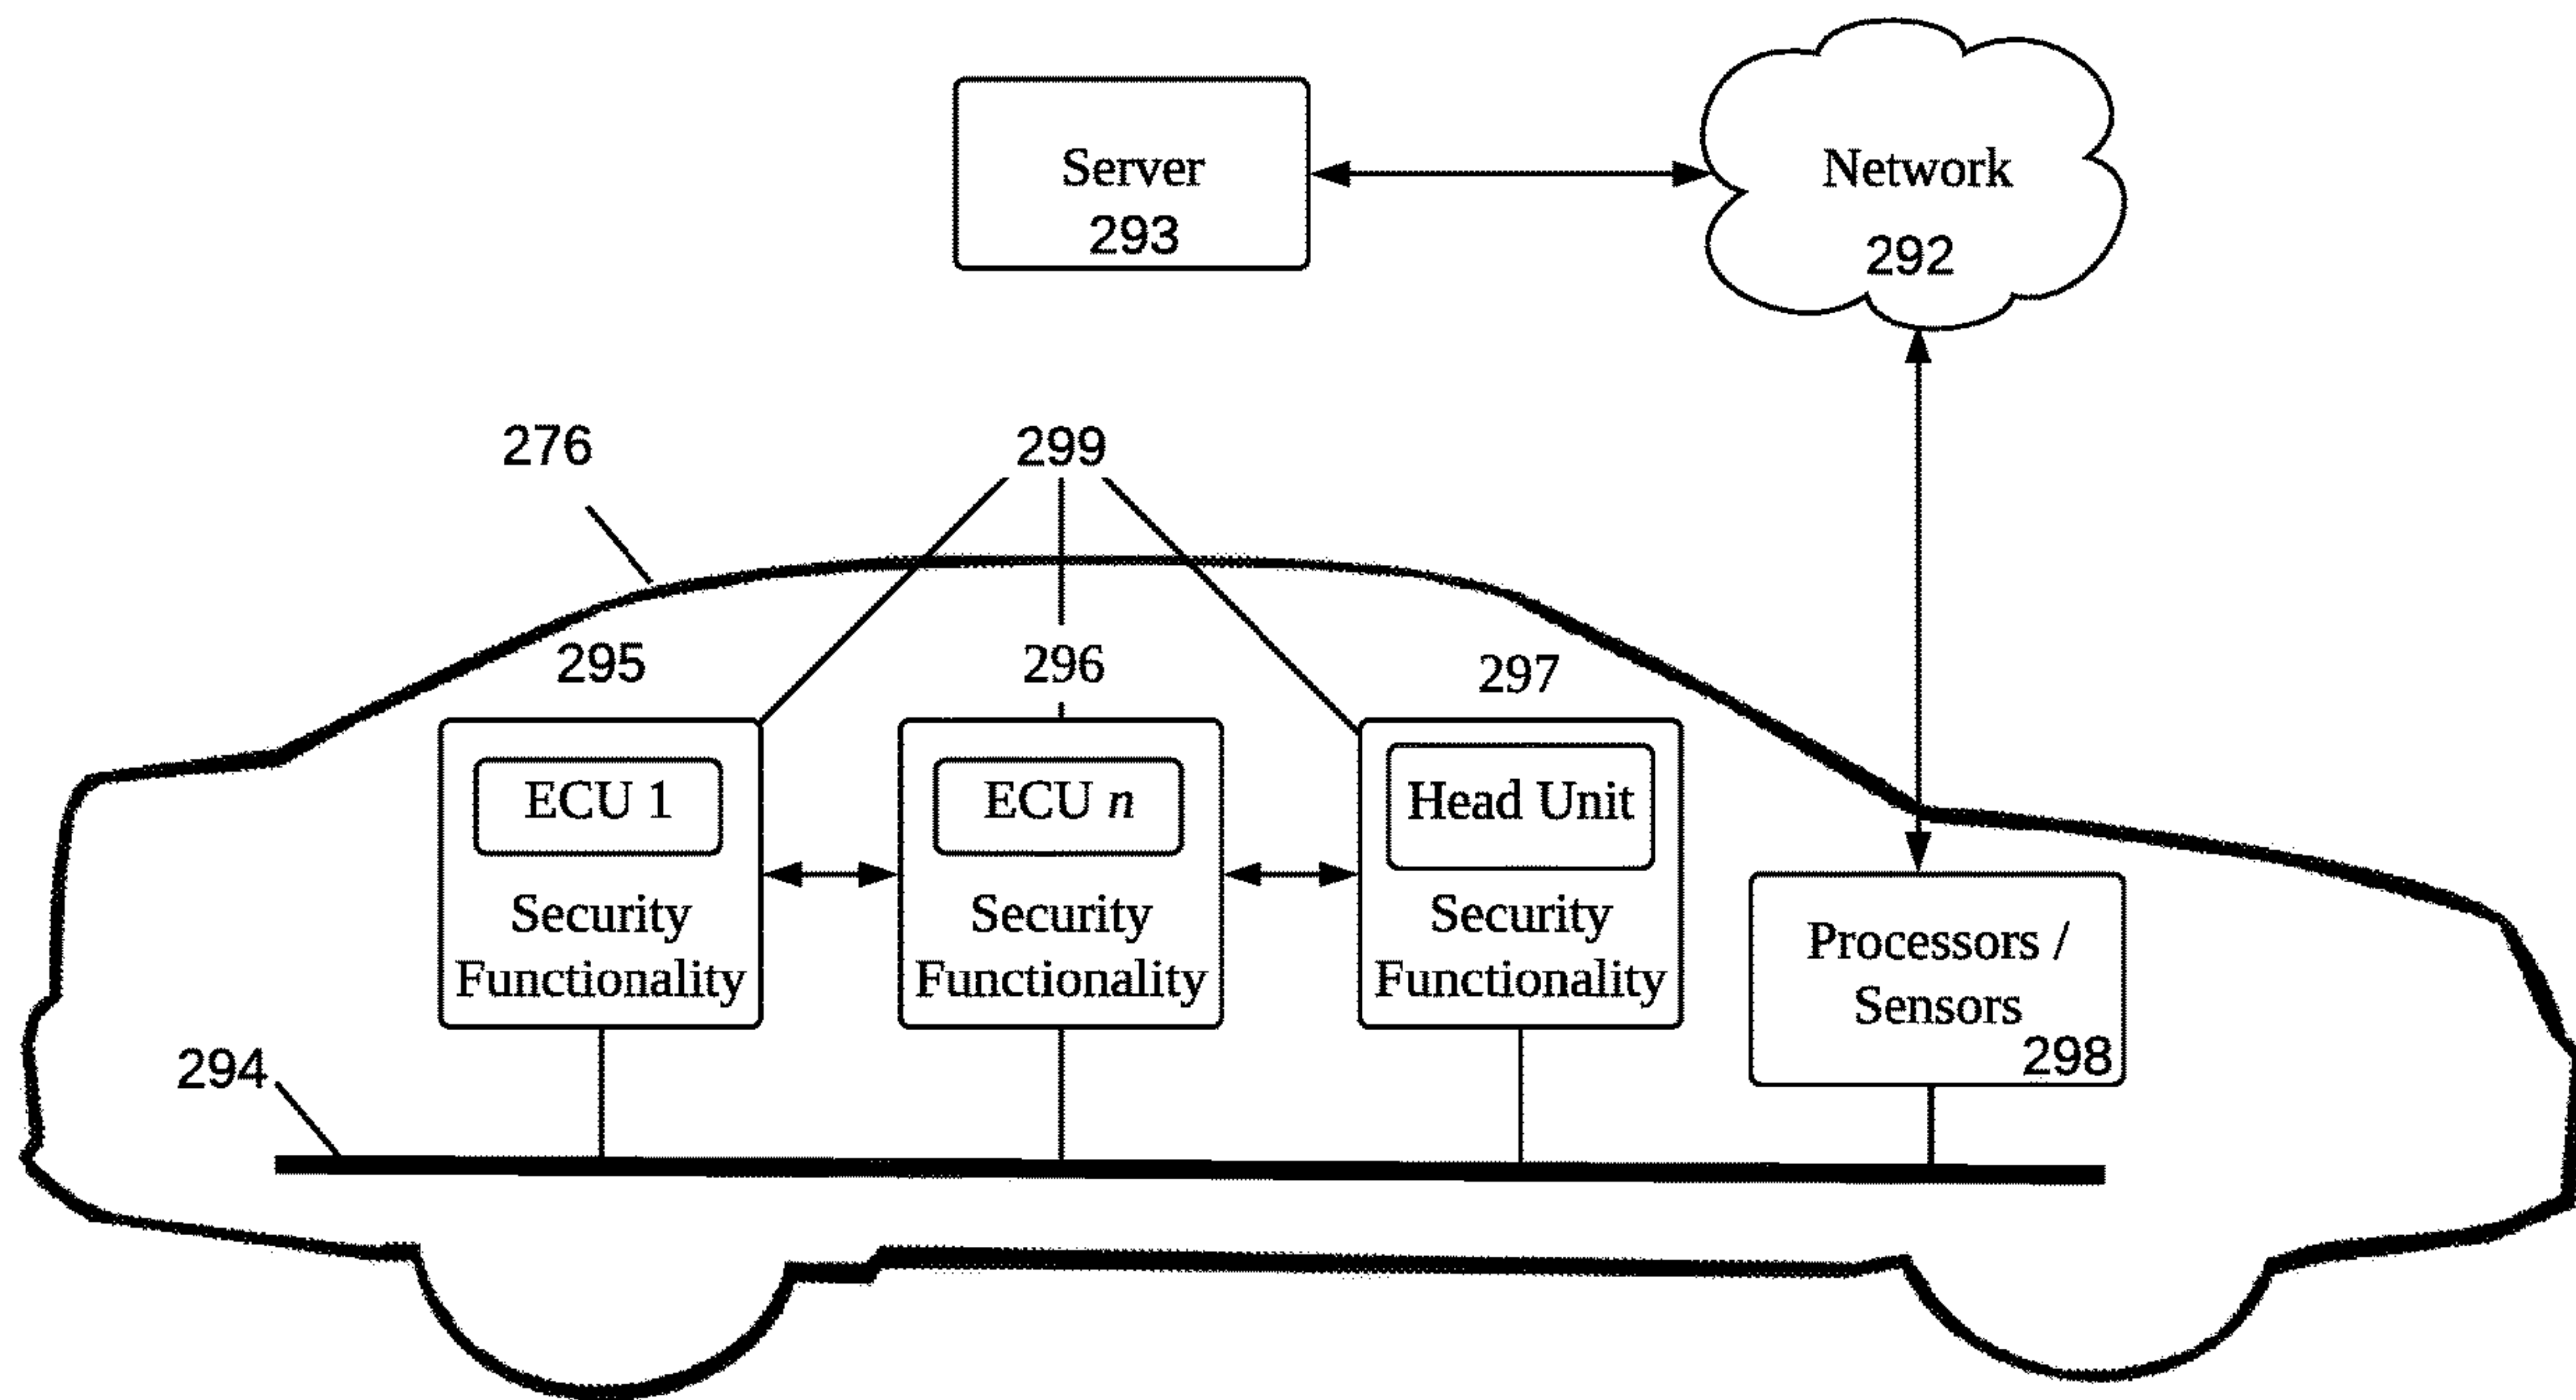 Server
293
Network
292
276
299
295
296
297
ECU 1
Security
Functionality
ECU n
Security
Functionality
Head Unit
Security
Functionality
Processors /
Sensors
298
294